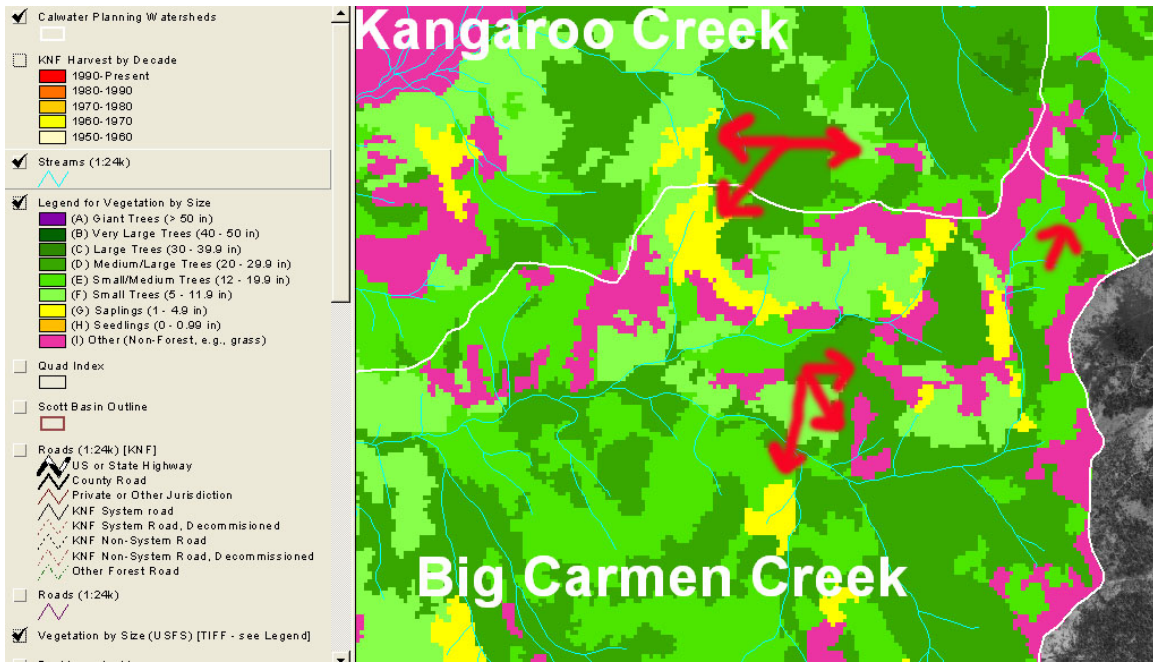 Calwater Planning Watersheds
KNF Harvest by Decade
1990-Present
1980-1990
1970-1980
1960-1970
1950-1960
Streams (1:24k)
Legend for Vegetation by Size
(A) Giant Trees (> 50 in)
(B) Very Large Trees (40 - 50 in)
(C) Large Trees (30 - 39.9 in)
(D) Medium/Large Trees (20 - 29.9 in)
(E) Small/Medium Trees (12 - 19.9 in)
(F) Small Trees (5 - 11.9 in)
(G) Saplings (1 - 4.9 in)
(H) Seedlings (0 - 0.99 in)
(I) Other (Non-Forest, e.g., grass)
Quad Index
Scott Basin Outline
Roads (1:24k) [KNF]
US or State Highway
County Road
Private or Other Jurisdiction
KNF System road
KNF System Road, Decommisioned
KNF Non-System Road
KNF Non-System Road, Decommissioned
Other Forest Road
Roads (1:24k)
Vegetation by Size (USFS) [TIFF - see Legend]
Kangaroo Creek
Big Carmen Creek